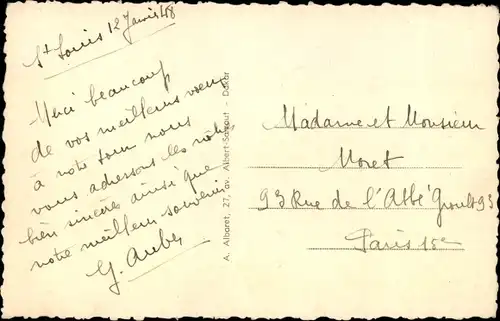 St Louis 12 Janvier 48
Merci beaucoup
de vos meilleurs voeux
à notre tour nous
vous adressons les nôtres
bien sincères ainsi que
notre meilleur souvenir
G.
A. Albaret, 27, av. Albert-Sarraut - Dakar
Madame et Monsieur
Moret
93 Rue de l'Abbé Groult 93
Paris 15e